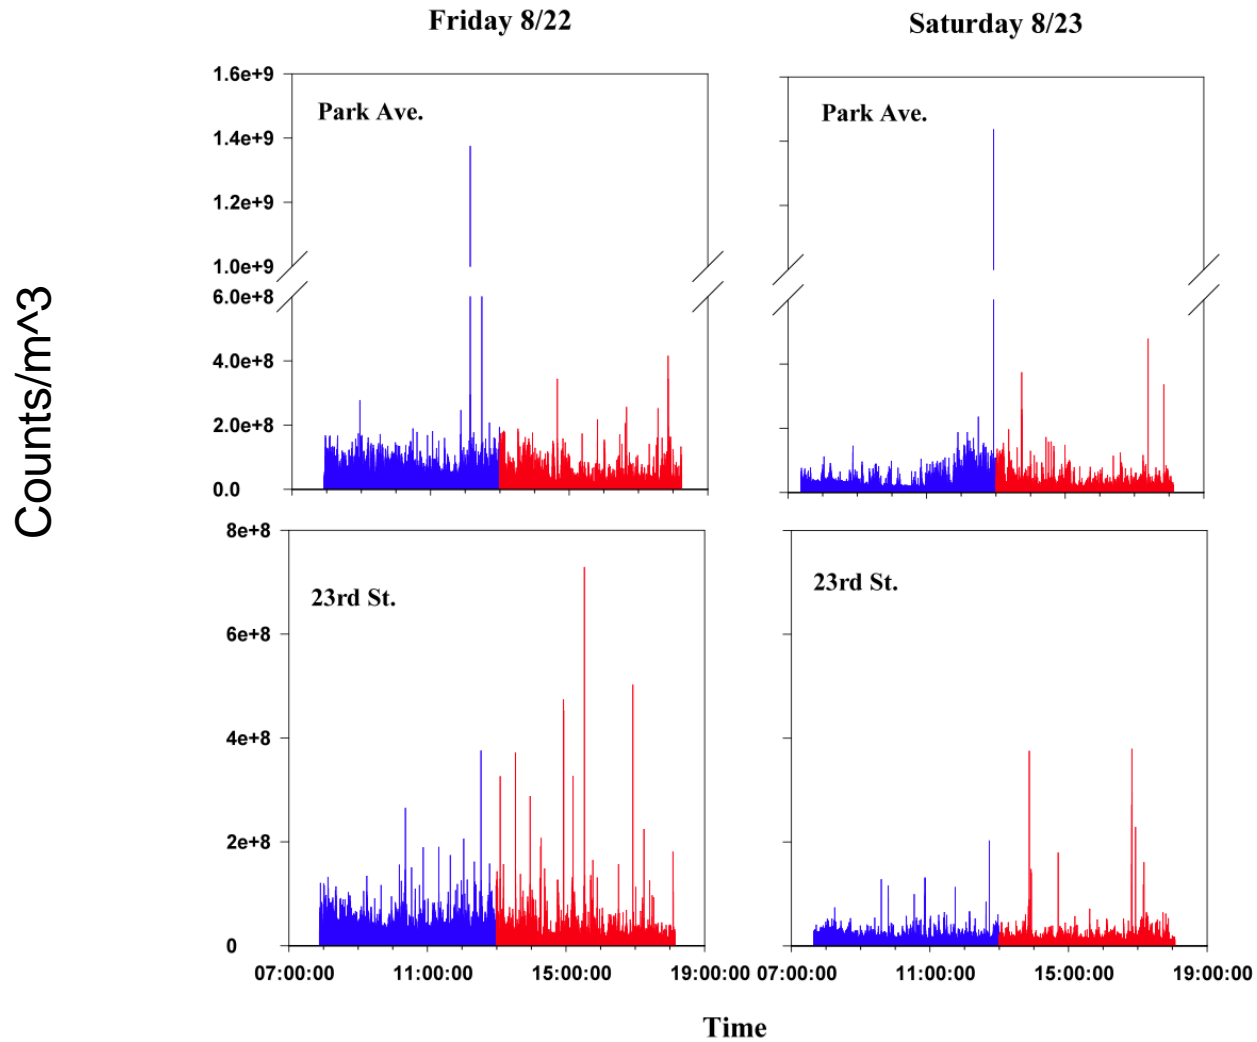 Friday 8/22
Saturday 8/23
Counts/m^3
Park Ave.
1.6e+9
1.4e+9
1.2e+9
1.0e+9
6.0e+8
4.0e+8
2.0e+8
0.0
Park Ave.
23rd St.
8e+8
6e+8
4e+8
2e+8
0
23rd St.
07:00:00 11:00:00 15:00:00 19:00:00 07:00:00 11:00:00 15:00:00 19:00:00
Time